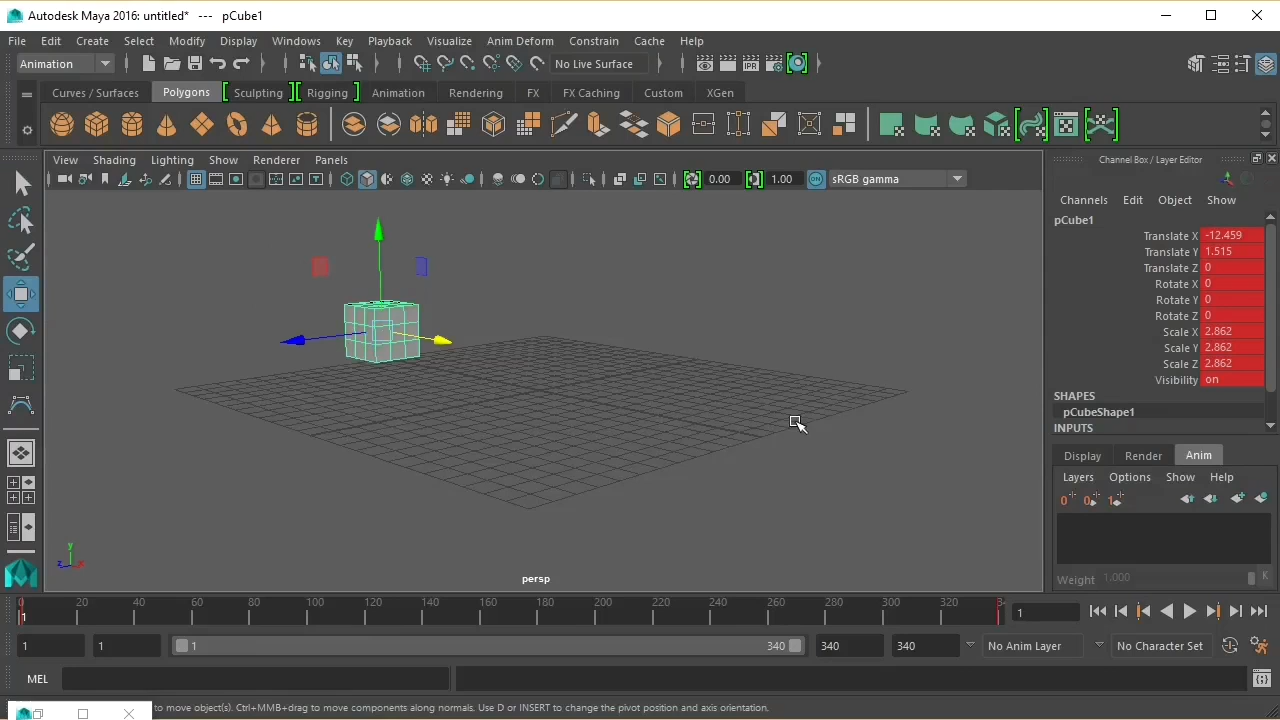 Autodesk Maya 2016: untitled* --- pCube1
File Edit Create Select Modify Display Windows Key Playback Visualize Anim Deform Constrain Cache Help
Animation No Live Surface
Curves / Surfaces Polygons Sculpting Rigging Animation Rendering FX FX Caching Custom XGen
View Shading Lighting Show Renderer Panels
0.00 1.00 ON sRGB gamma
Channel Box / Layer Editor
Channels Edit Object Show
pCube1
Translate X -12.459
Translate Y 1.515
Translate Z 0
Rotate X 0
Rotate Y 0
Rotate Z 0
Scale X 2.862
Scale Y 2.862
Scale Z 2.862
Visibility on
SHAPES
pCubeShape1
INPUTS
Display Render Anim
Layers Options Show Help
Weight 1.000 K
y
z x
persp
0 20 40 60 80 100 120 140 160 180 200 220 240 260 280 300 320
1 1
1 1 1 340 340 340 No Anim Layer No Character Set
MEL
to move object(s). Ctrl+MMB+drag to move components along normals. Use D or INSERT to change the pivot position and axis orientation.